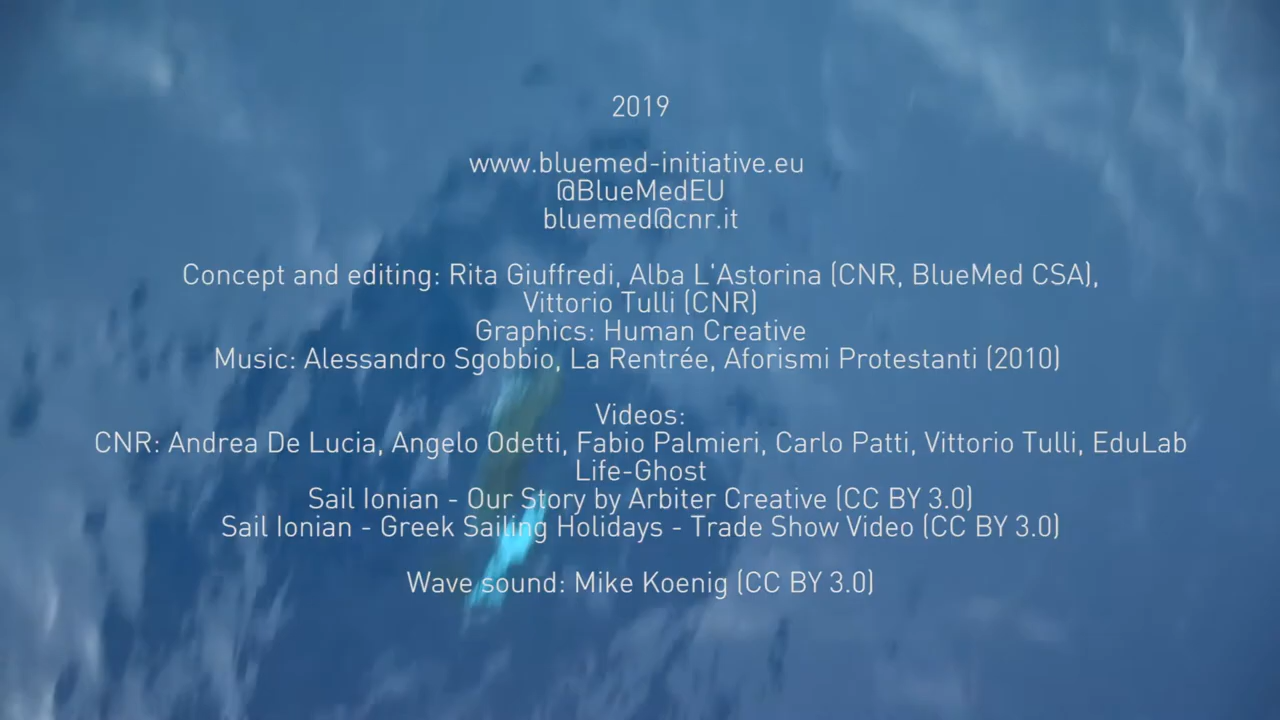 2019
www.bluemed-initiative.eu
@BlueMedEU
bluemed@cnr.it
Concept and editing: Rita Giuffredi, Alba L'Astorina (CNR, BlueMed CSA),
Vittorio Tulli (CNR)
Graphics: Human Creative
Music: Alessandro Sgobbio, La Rentrée, Aforismi Protestanti (2010)
Videos:
CNR: Andrea De Lucia, Angelo Odetti, Fabio Palmieri, Carlo Patti, Vittorio Tulli, EduLab
Life-Ghost
Sail Ionian - Our Story by Arbiter Creative (CC BY 3.0)
Sail Ionian - Greek Sailing Holidays - Trade Show Video (CC BY 3.0)
Wave sound: Mike Koenig (CC BY 3.0)